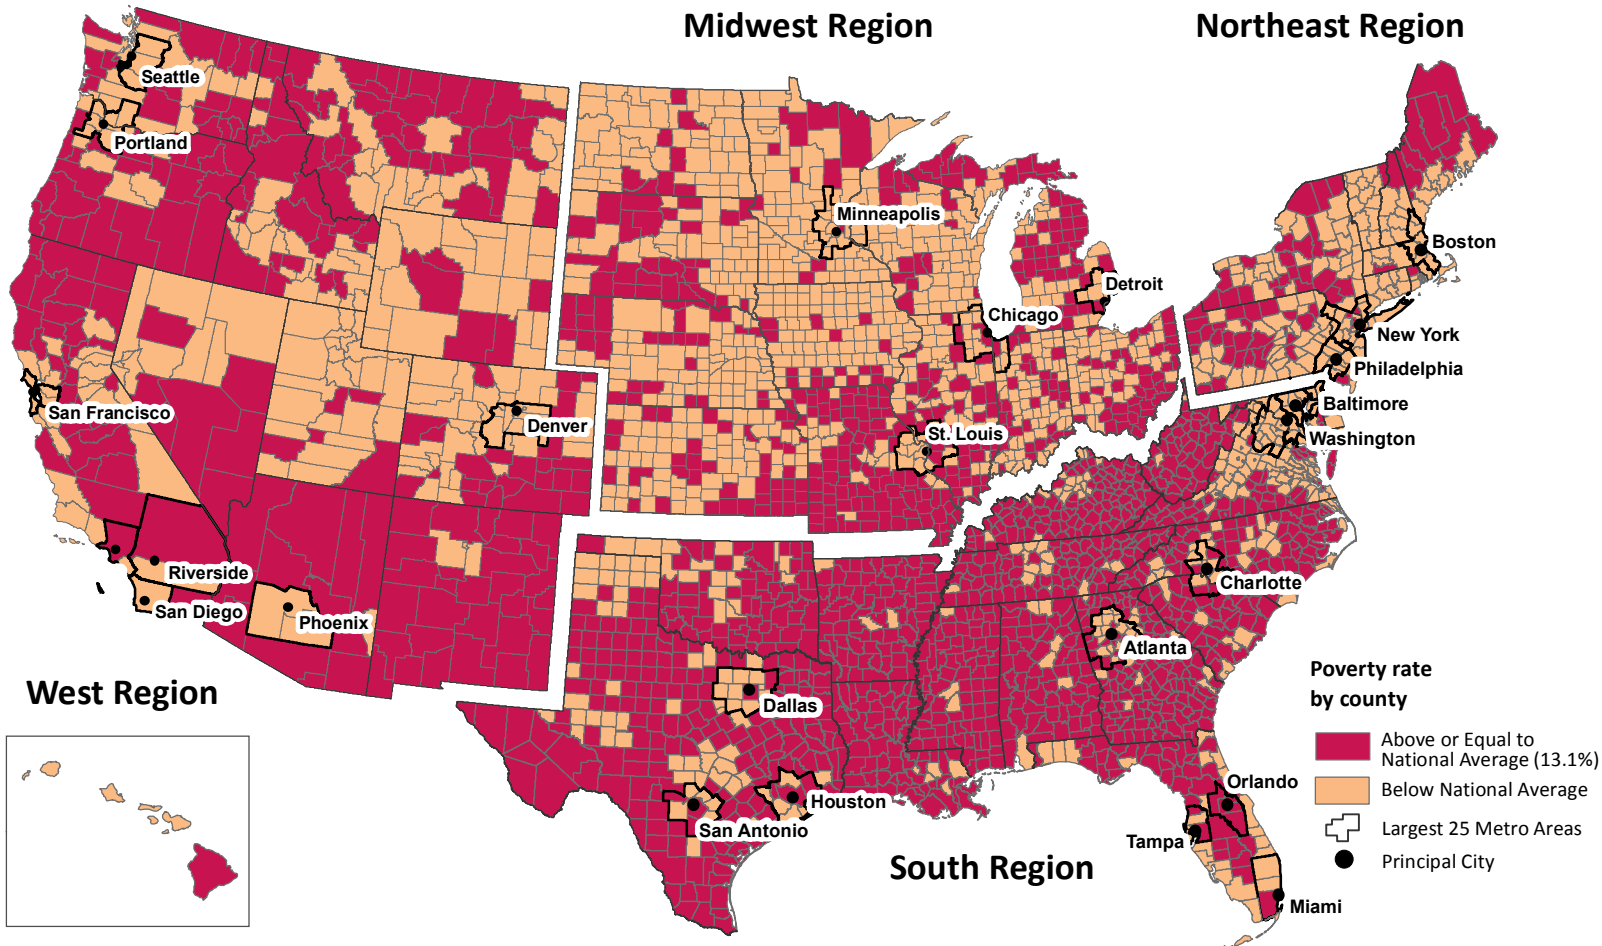 Midwest Region
Northeast Region
Seattle
Portland
Minneapolis
Boston
Detroit
Chicago
New York
Philadelphia
San Francisco
Denver
St. Louis
Baltimore
Washington
Riverside
San Diego
Phoenix
Charlotte
Atlanta
West Region
Dallas
Houston
San Antonio
Orlando
Tampa
South Region
Miami
Poverty rate
by county
Above or Equal to
National Average (13.1%)
Below National Average
Largest 25 Metro Areas
Principal City